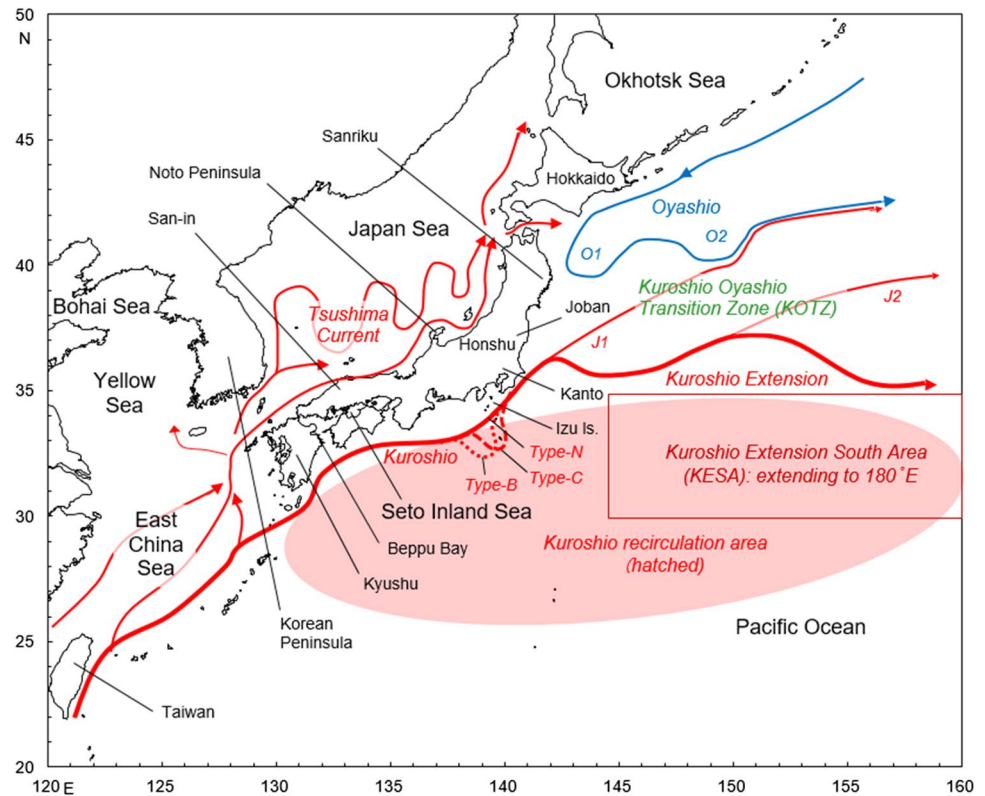 50
N
45
40
35
30
25
20
120 E
125
130
135
140
145
150
155
160
Okhotsk Sea
Sanriku
Noto Peninsula
Hokkaido
San-in
Japan Sea
Oyashio
O1
O2
Bohai Sea
Kuroshio Oyashio
Transition Zone (KOTZ)
J2
Tsushima
Current
Joban
Honshu
J1
Yellow
Sea
Kuroshio Extension
Kanto
Izu Is.
Kuroshio
Type-N
Type-C
Type-B
Kuroshio Extension South Area
(KESA): extending to 180˚E
Seto Inland Sea
East
China
Sea
Beppu Bay
Kuroshio recirculation area
(hatched)
Kyushu
Korean
Peninsula
Pacific Ocean
Taiwan